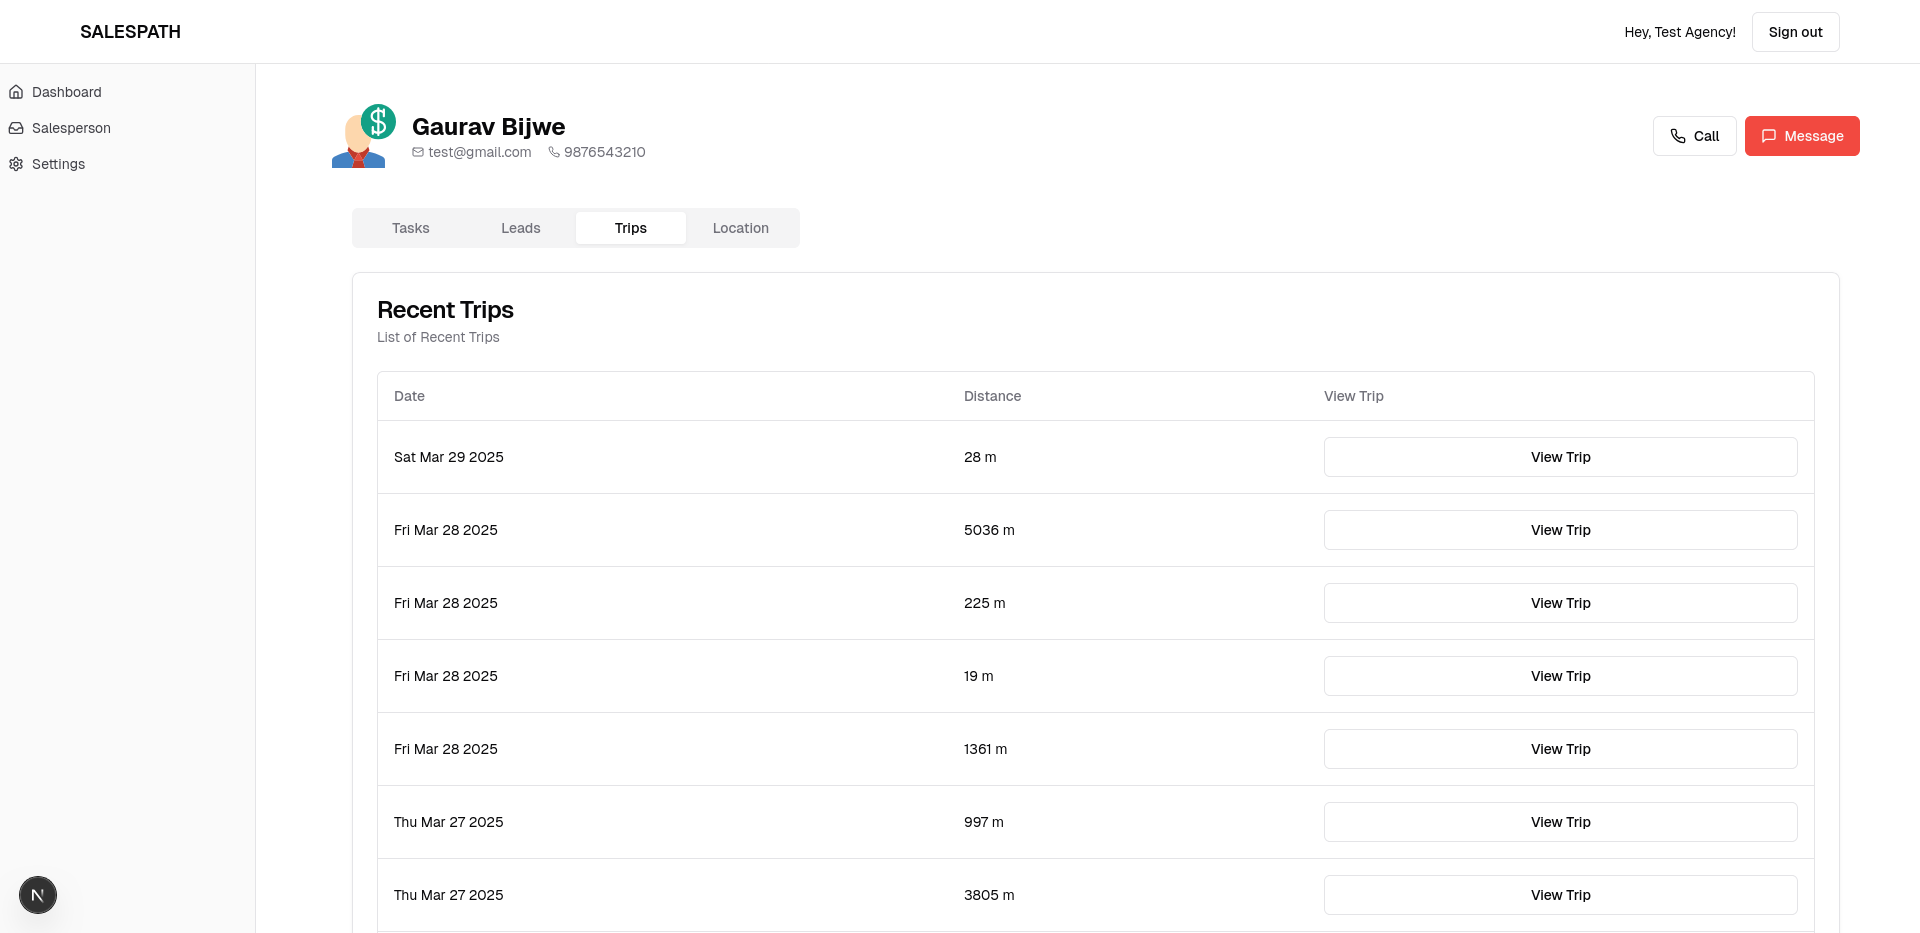 SALESPATH
Hey, Test Agency!
Sign out
Dashboard
Salesperson
Settings
$
Gaurav Bijwe
test@gmail.com 9876543210
Call
Message
Tasks Leads Trips Location
Recent Trips
List of Recent Trips
Date Distance View Trip
Sat Mar 29 2025 28 m View Trip
Fri Mar 28 2025 5036 m View Trip
Fri Mar 28 2025 225 m View Trip
Fri Mar 28 2025 19 m View Trip
Fri Mar 28 2025 1361 m View Trip
Thu Mar 27 2025 997 m View Trip
Thu Mar 27 2025 3805 m View Trip
N